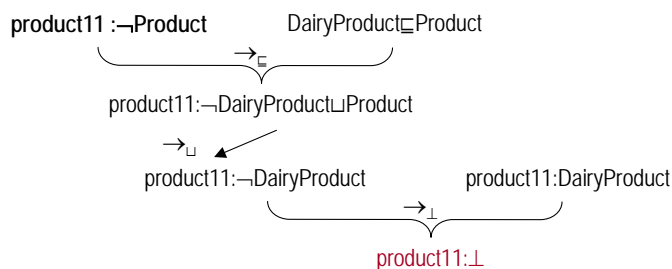 product11 :¬Product DairyProduct⊑Product
→⊑
product11:¬DairyProduct⊔Product
→⊔
product11:¬DairyProduct product11:DairyProduct
→⊥
product11:⊥